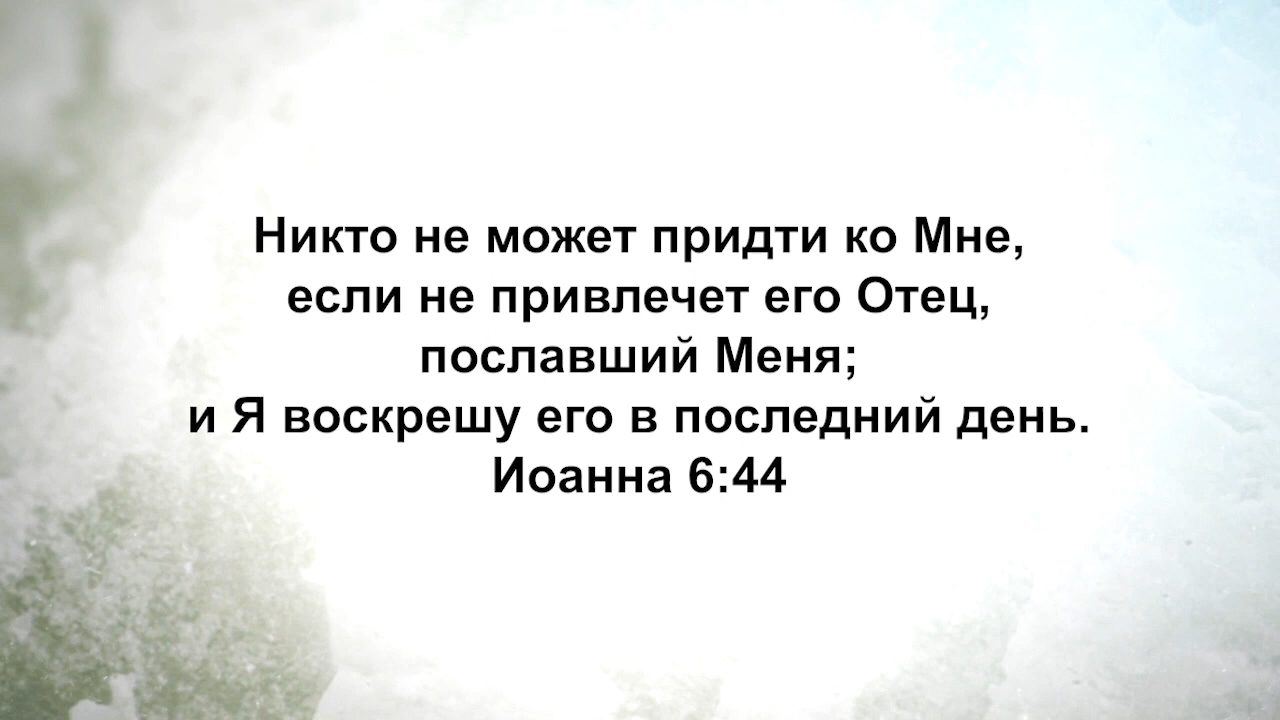 Никто не может придти ко Мне,
если не привлечет его Отец,
пославший Меня;
и Я воскрешу его в последний день.
Иоанна 6:44